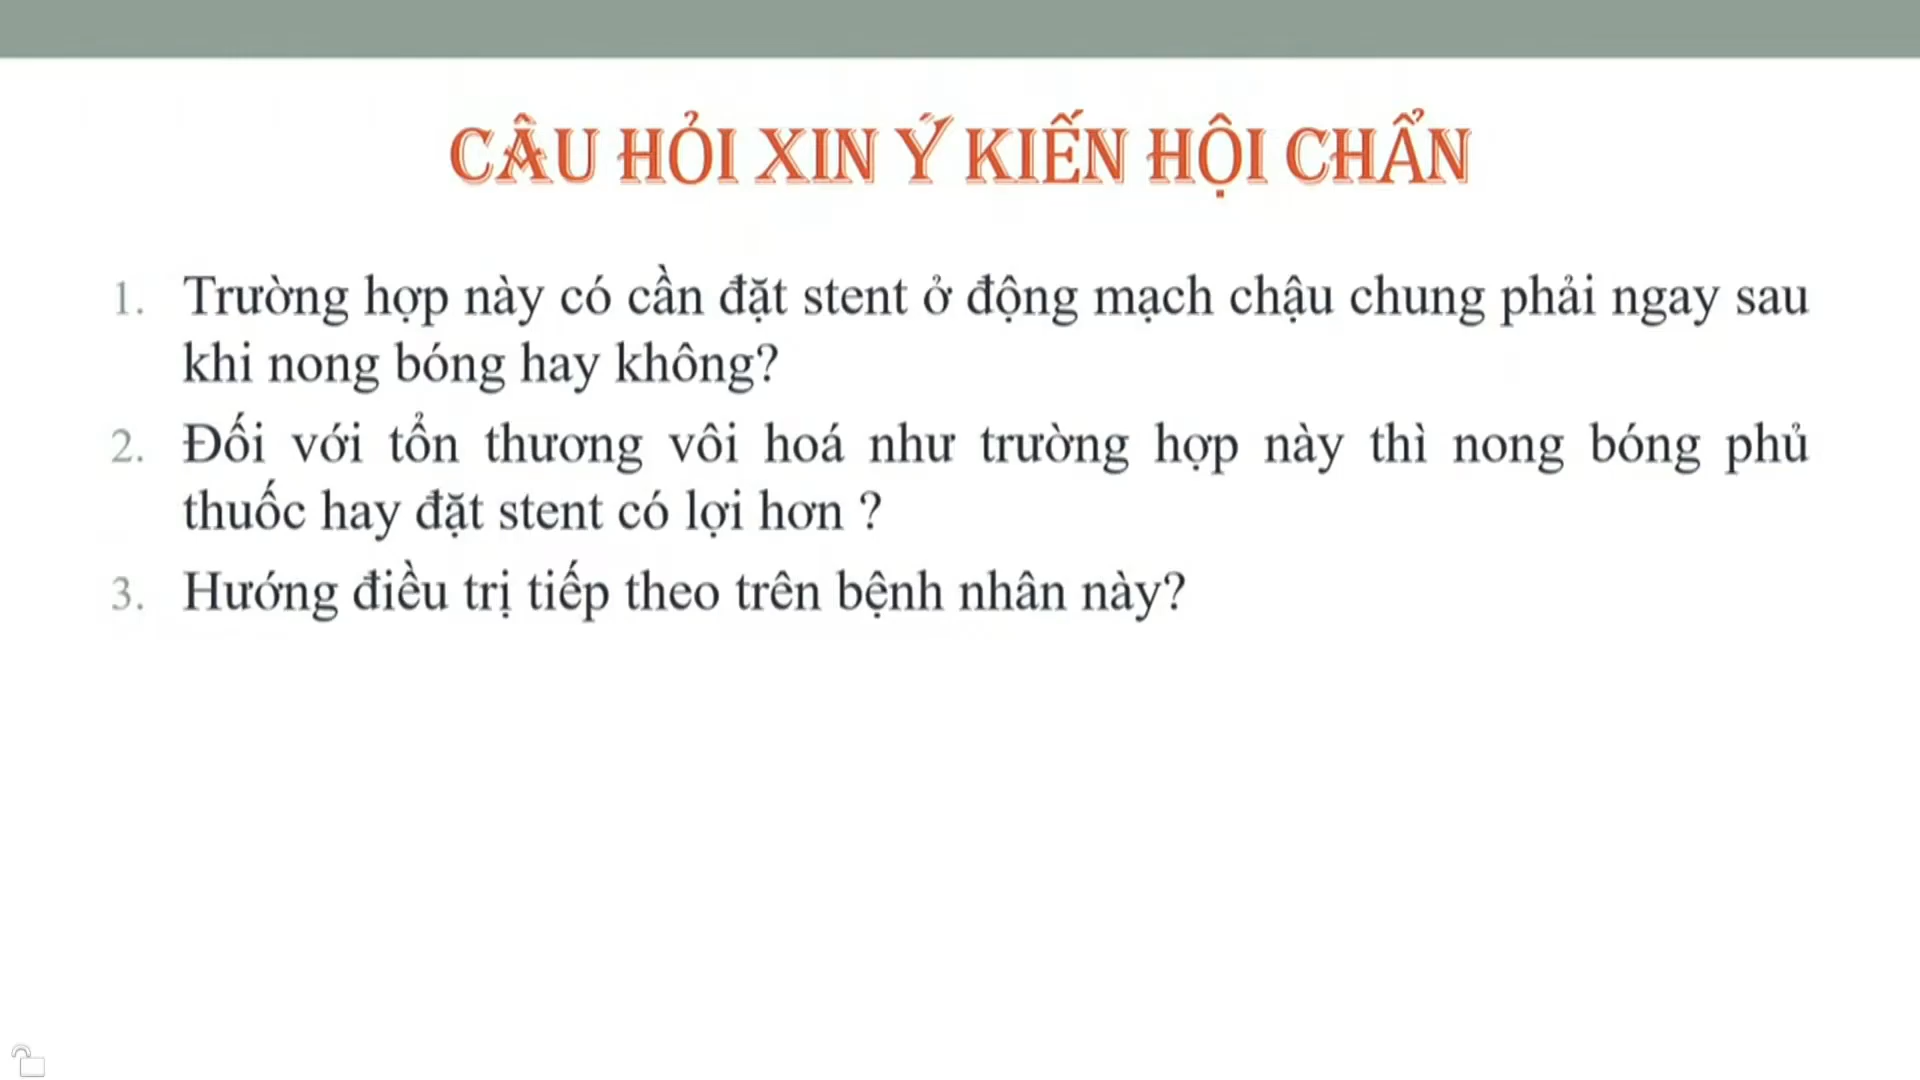 CÂU HỎI XIN Ý KIẾN HỘI CHẨN
1. Trường hợp này có cần đặt stent ở động mạch chậu chung phải ngay sau
khi nong bóng hay không?
2. Đối với tổn thương vôi hoá như trường hợp này thì nong bóng phủ
thuốc hay đặt stent có lợi hơn ?
3. Hướng điều trị tiếp theo trên bệnh nhân này?